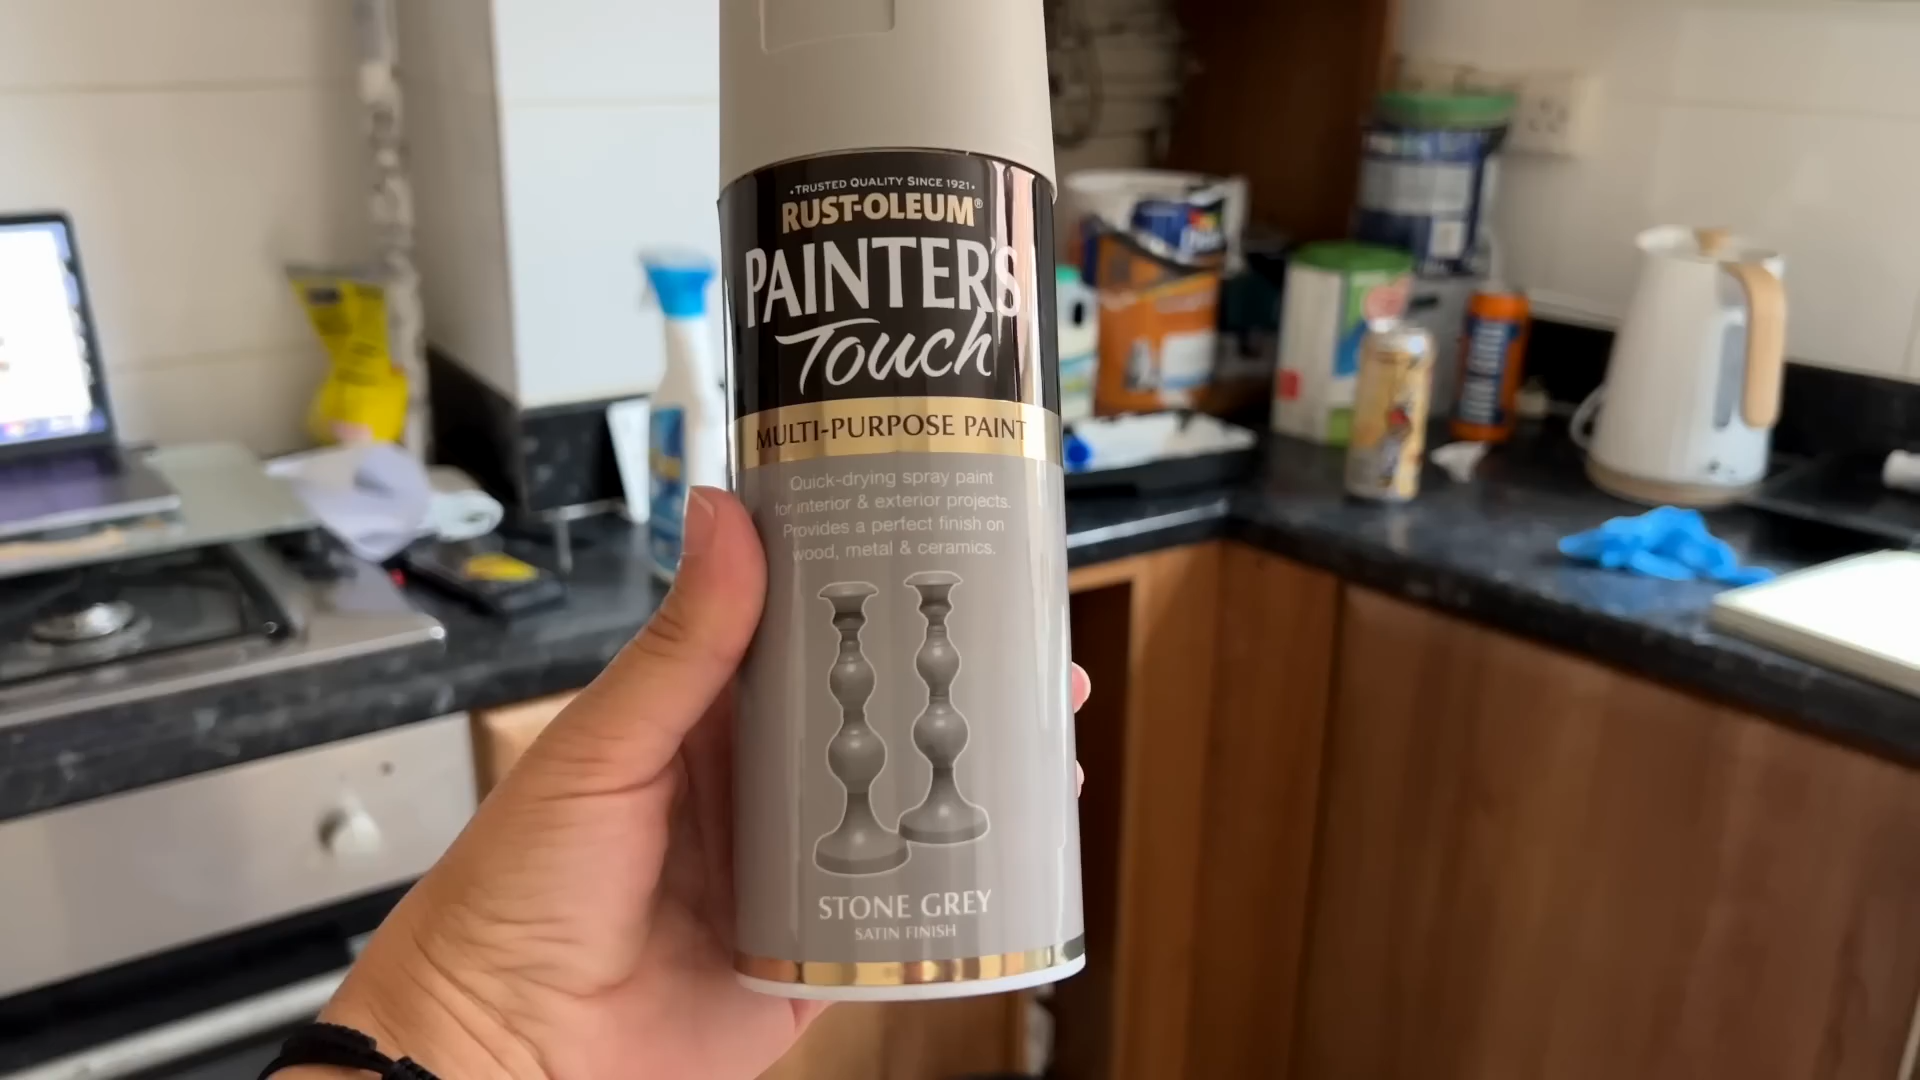 •TRUSTED QUALITY SINCE 1921•
RUST-OLEUM®
PAINTER'S
Touch
MULTI-PURPOSE PAINT
Quick-drying spray paint
for interior & exterior projects.
Provides a perfect finish on
wood, metal & ceramics.
STONE GREY
SATIN FINISH